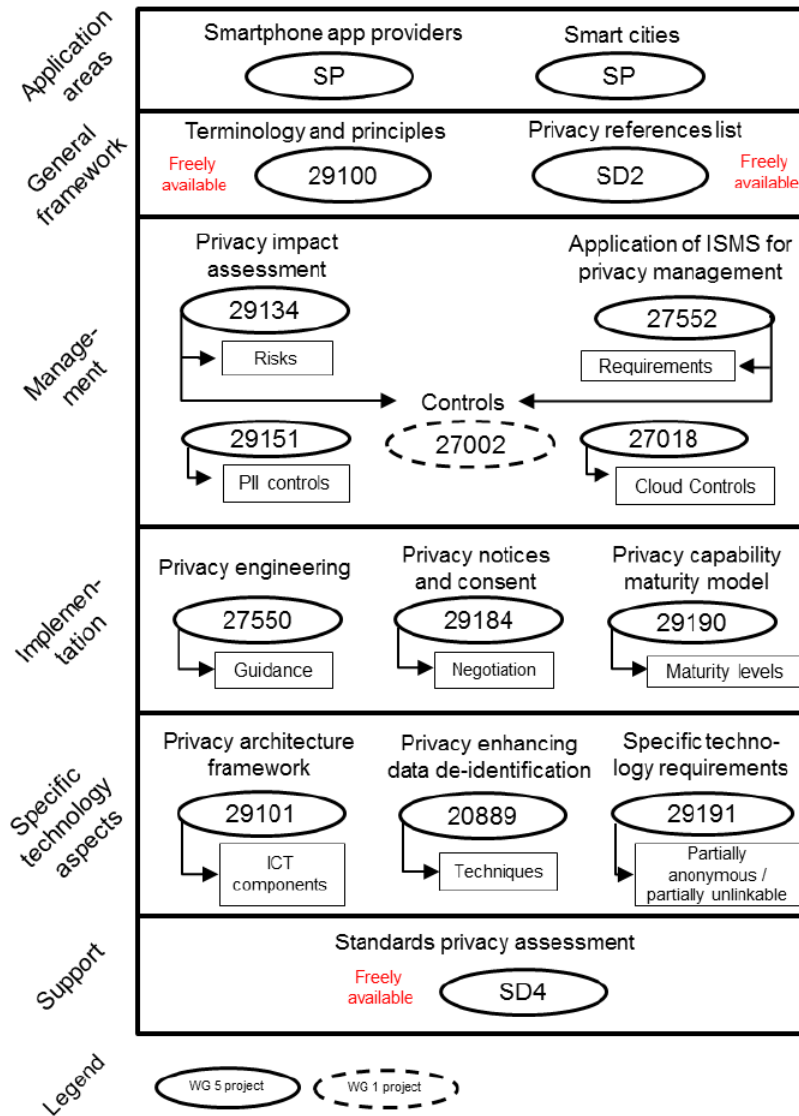 Application
areas
Smartphone app providers
SP
Smart cities
SP
General
framework
Terminology and principles
Freely
available
29100
Privacy references list
SD2
Freely
available
Manage-
ment
Privacy impact
assessment
29134
Risks
Application of ISMS for
privacy management
27552
Requirements
Controls
27002
29151
PII controls
27018
Cloud Controls
Implemen-
tation
Privacy engineering
27550
Guidance
Privacy notices
and consent
29184
Negotiation
Privacy capability
maturity model
29190
Maturity levels
Specific
technology
aspects
Privacy architecture
framework
29101
ICT
components
Privacy enhancing
data de-identification
20889
Techniques
Specific techno-
logy requirements
29191
Partially
anonymous /
partially unlinkable
Support
Standards privacy assessment
Freely
available
SD4
Legend
WG 5 project
WG 1 project